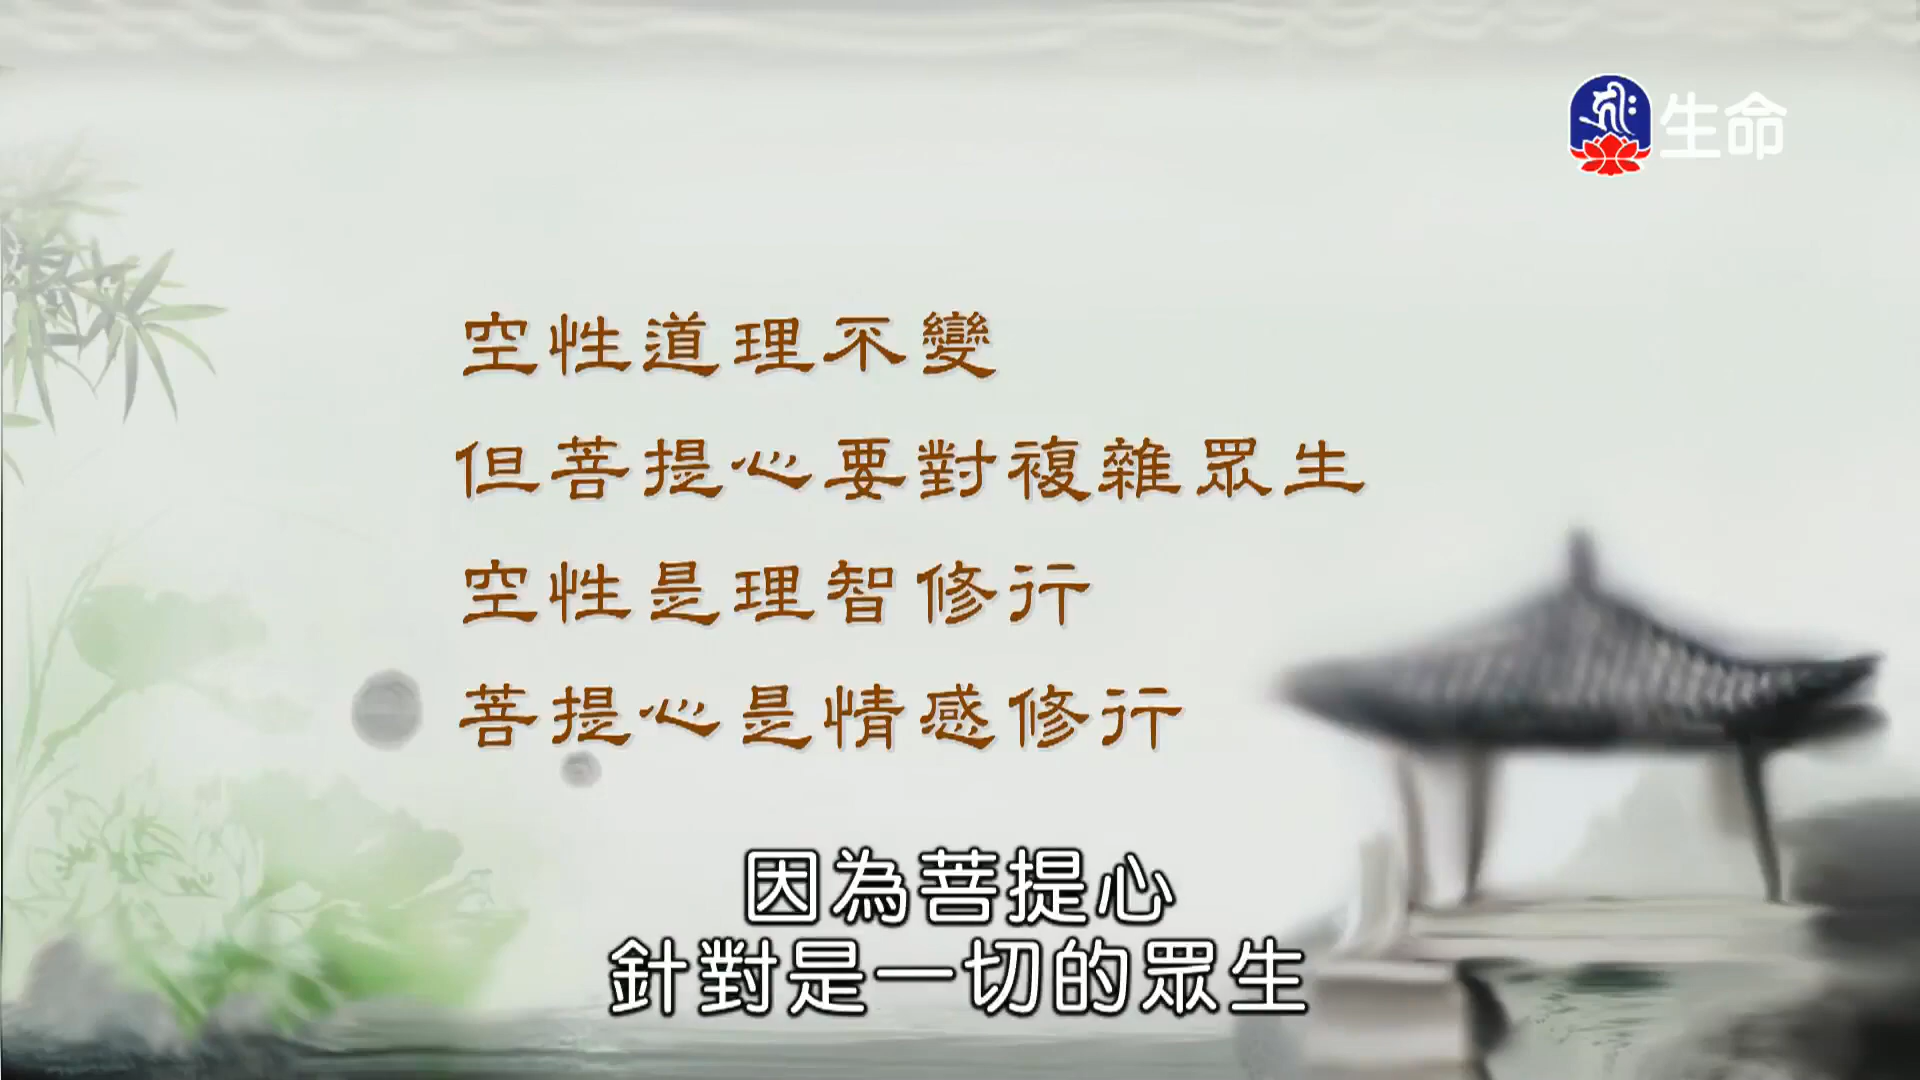 生命
空性道理不變
但菩提心要對複雜眾生
空性是理智修行
菩提心是情感修行
因為菩提心
針對是一切的眾生